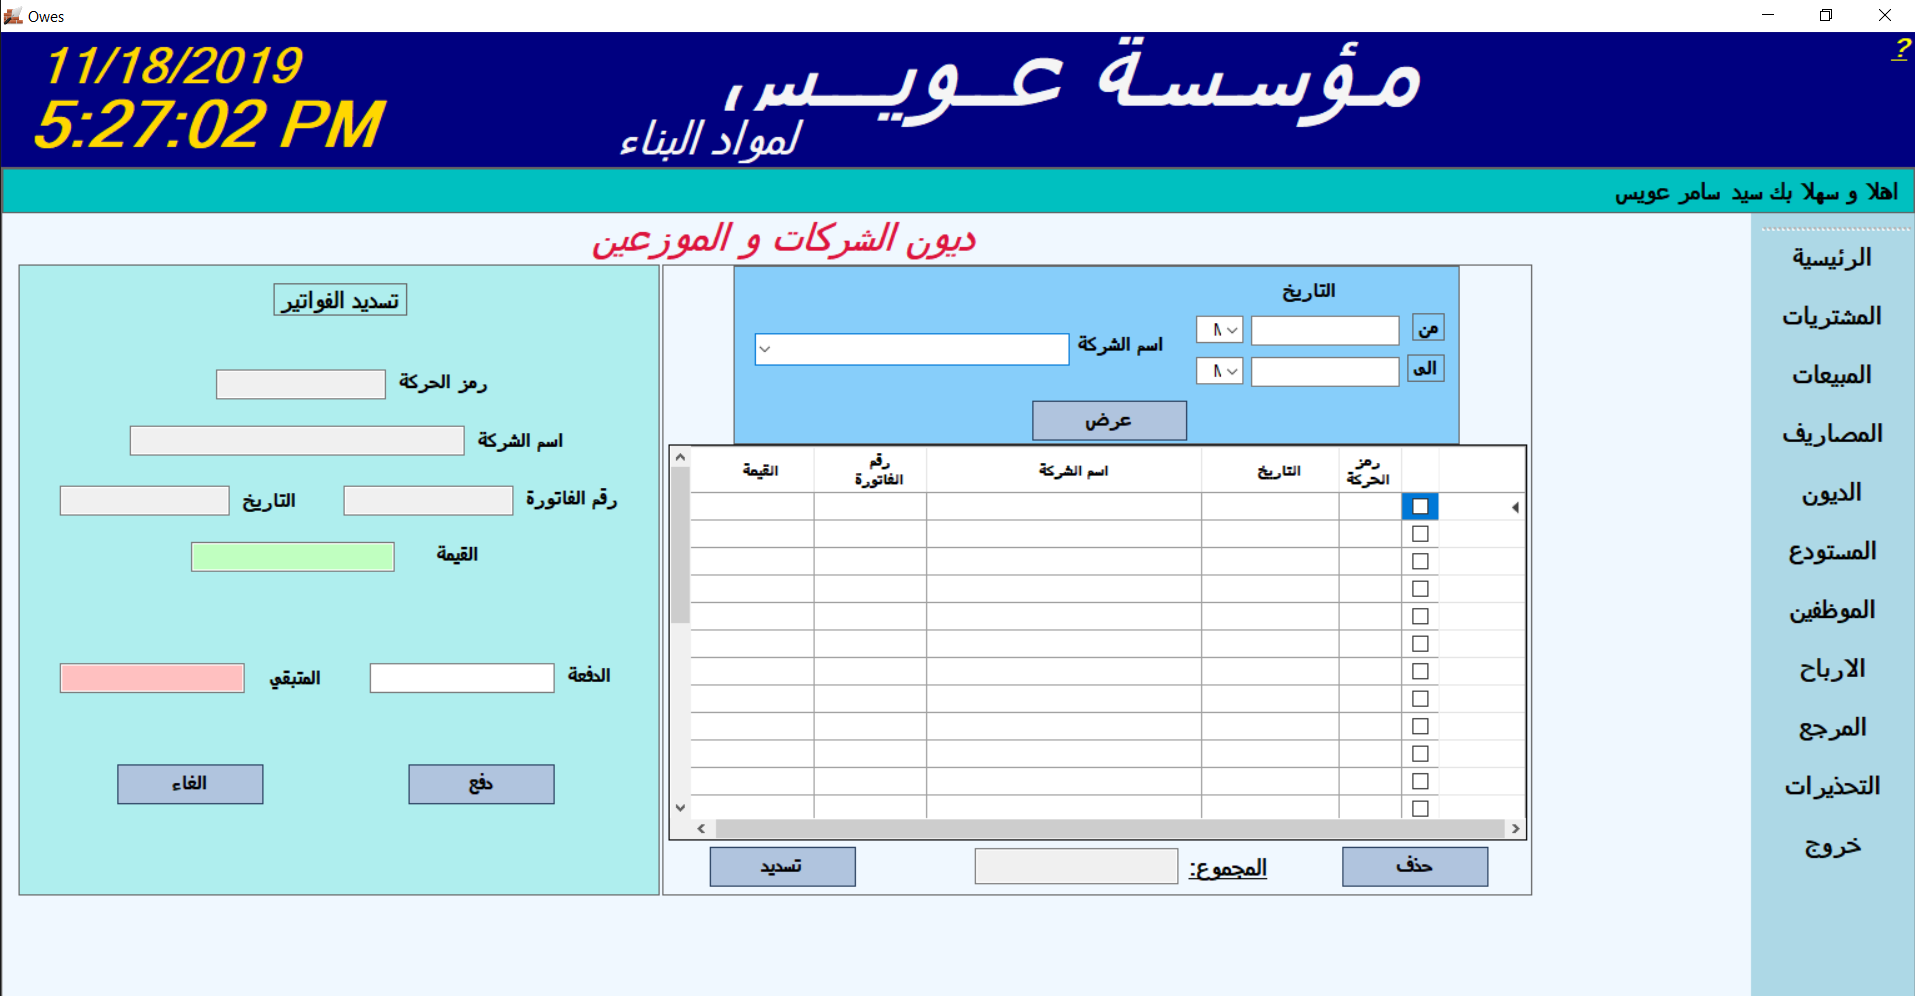 Owes
11/18/2019
5:27:02 PM
مؤسسة عويس
لمواد البناء
?
اهلا و سهلا بك سيد سامر عويس
ديون الشركات و الموزعين
الرئيسية
المشتريات
المبيعات
المصاريف
الديون
المستودع
الموظفين
الارباح
المرجع
التحذيرات
خروج
التاريخ
من
الى
اسم الشركة
عرض
رمز الحركة
التاريخ
اسم الشركة
رقم الفاتورة
القيمة
حذف
المجموع:
تسديد
تسديد الفواتير
رمز الحركة
اسم الشركة
رقم الفاتورة
التاريخ
القيمة
الدفعة
المتبقي
دفع
الغاء